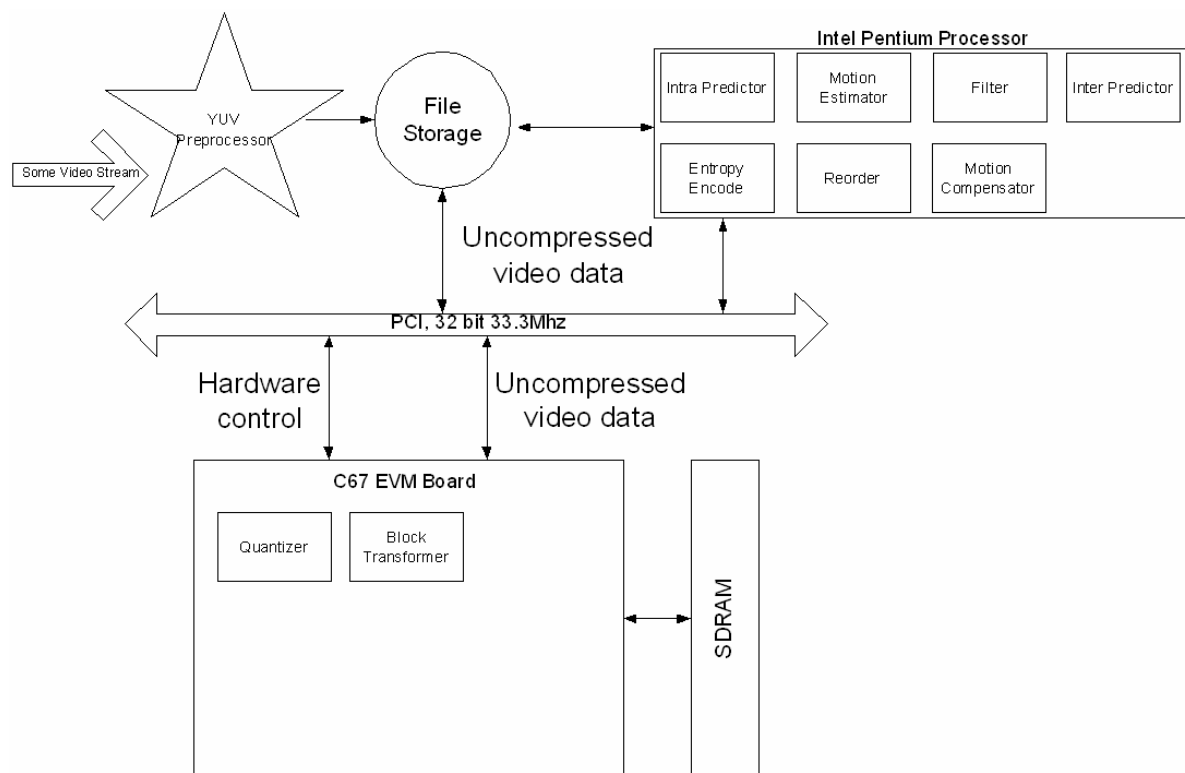 Intel Pentium Processor
YUV
Preprocessor
File
Storage
Intra Predictor
Motion
Estimator
Filter
Inter Predictor
Some Video Stream
Entropy
Encode
Reorder
Motion
Compensator
Uncompressed
video data
PCI, 32 bit 33.3Mhz
Hardware
control
Uncompressed
video data
C67 EVM Board
Quantizer
Block
Transformer
SDRAM